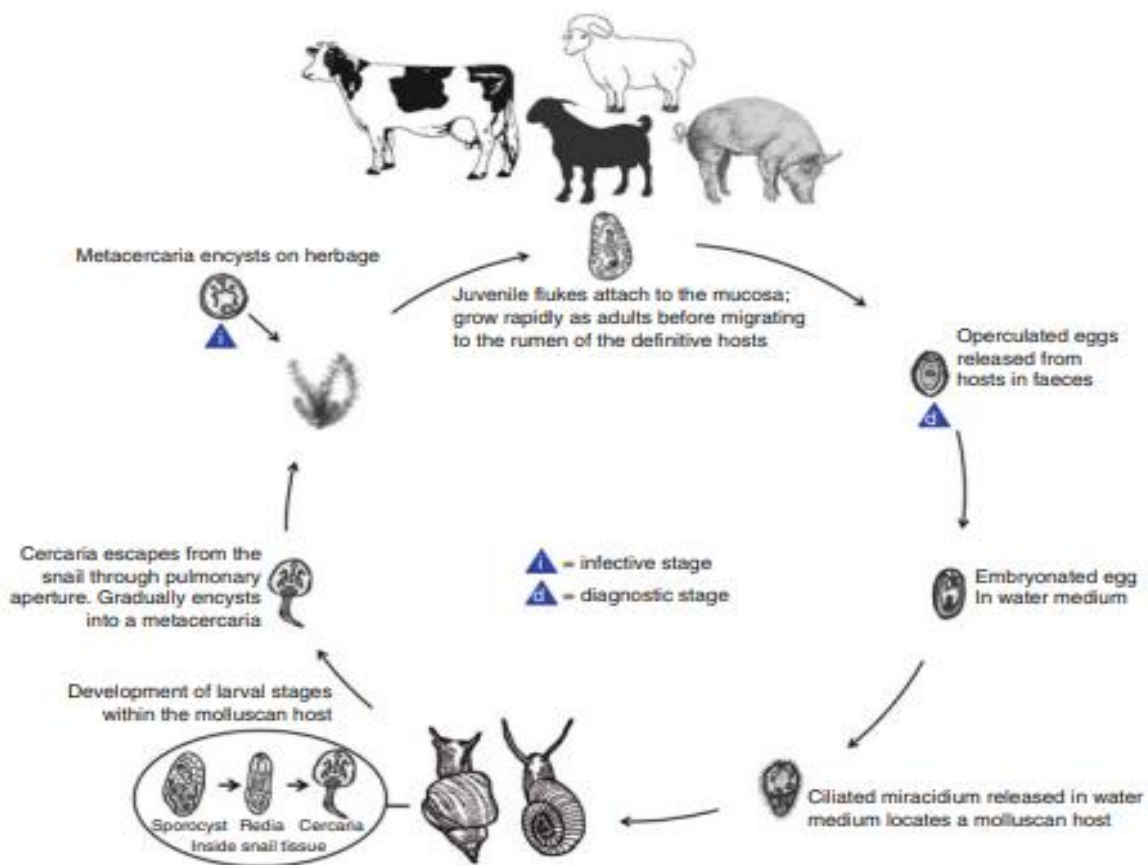 Metacercaria encysts on herbage
i
Juvenile flukes attach to the mucosa;
grow rapidly as adults before migrating
to the rumen of the definitive hosts
Operculated eggs
released from
hosts in faeces
d
Cercaria escapes from the
snail through pulmonary
aperture. Gradually encysts
into a metacercaria
i = infective stage
d = diagnostic stage
Embryonated egg
In water medium
Development of larval stages
within the molluscan host
Sporocyst Redia Cercaria
Inside snail tissue
Ciliated miracidium released in water
medium locates a molluscan host